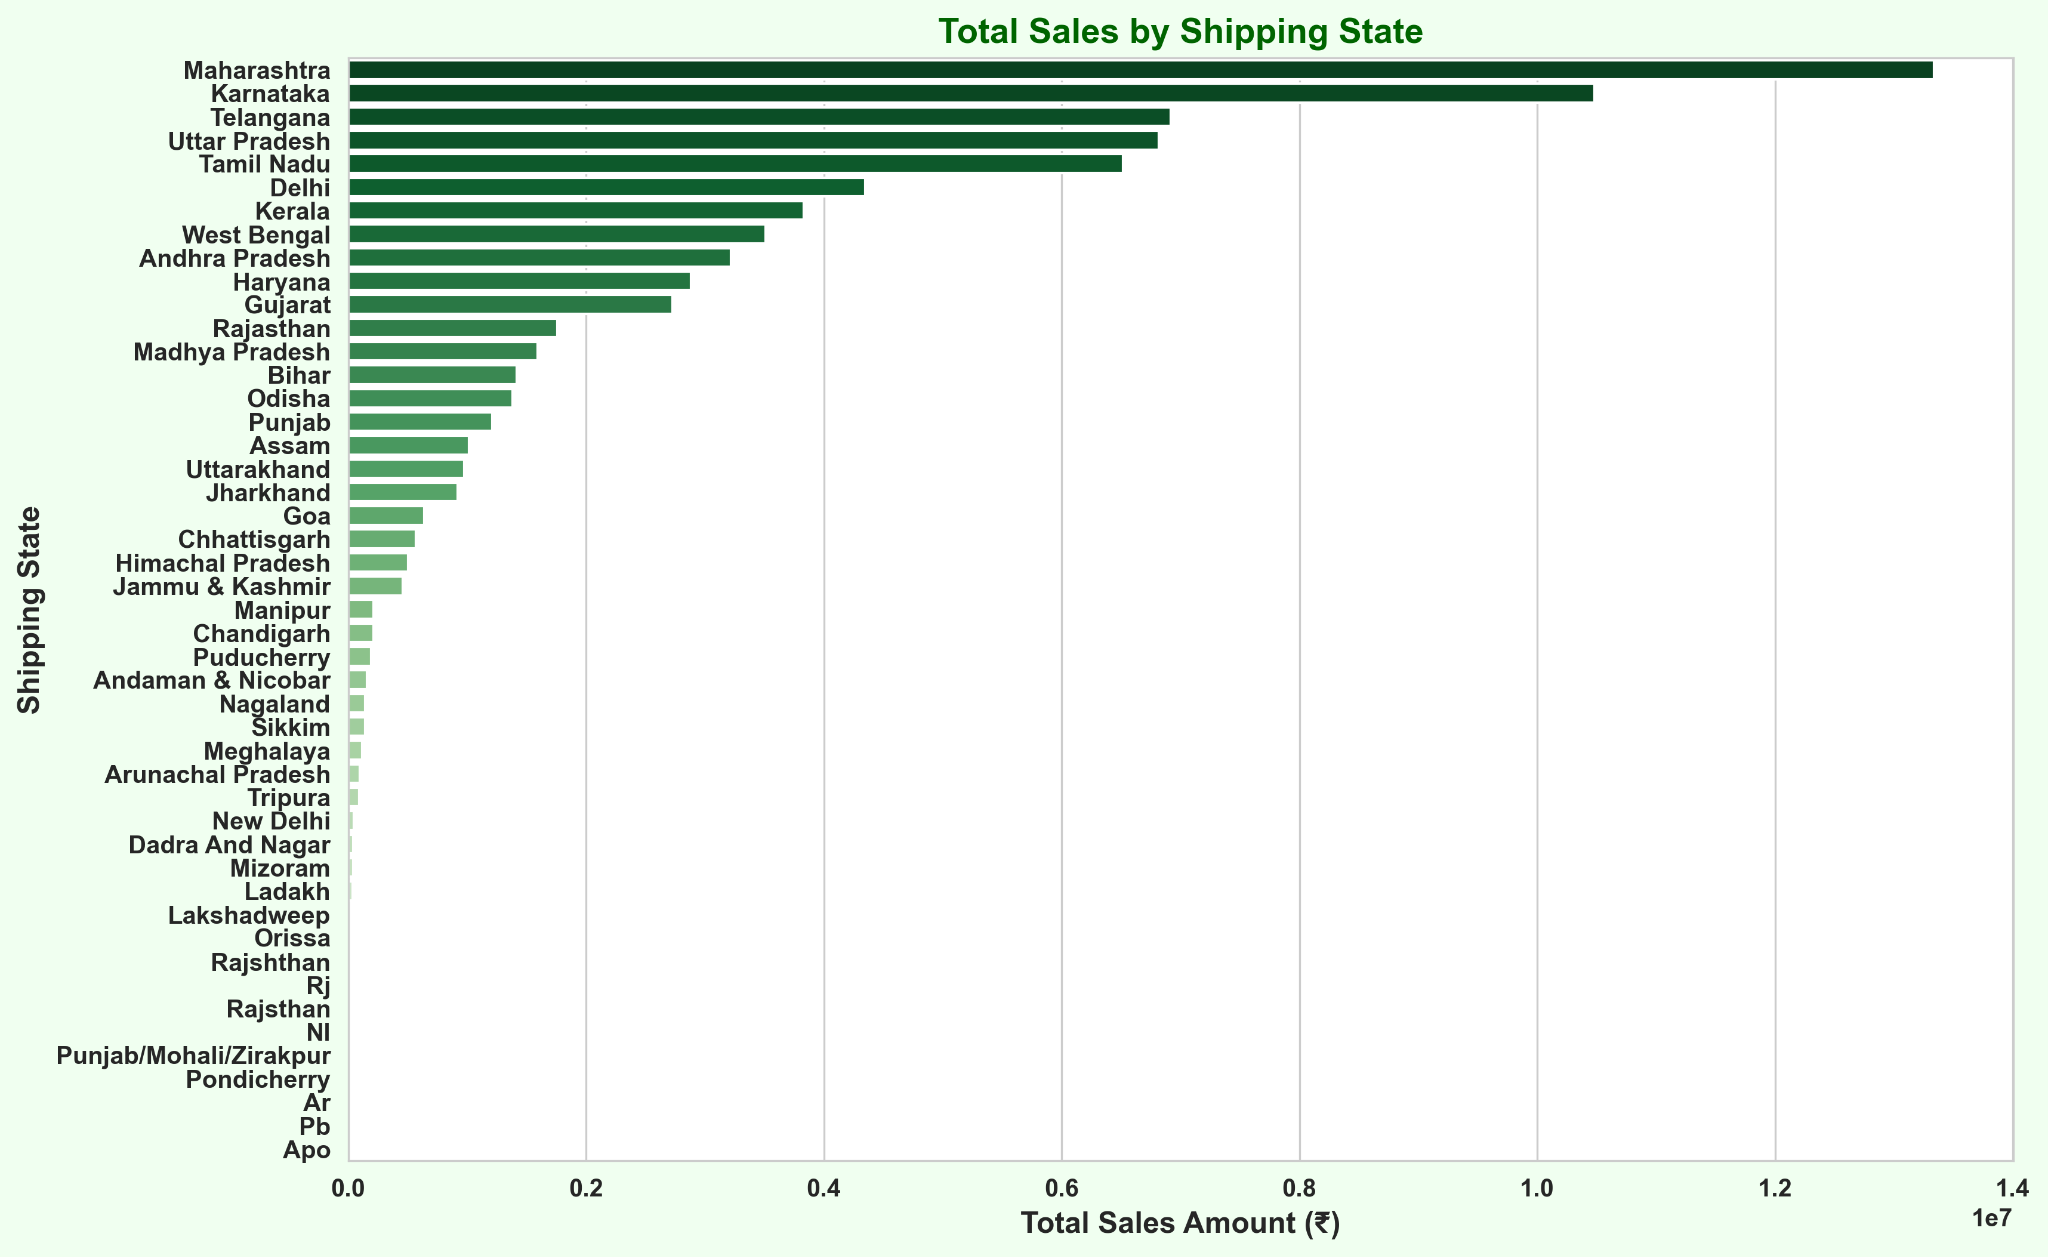 Total Sales by Shipping State
Maharashtra
Karnataka
Telangana
Uttar Pradesh
Tamil Nadu
Delhi
Kerala
West Bengal
Andhra Pradesh
Haryana
Gujarat
Rajasthan
Madhya Pradesh
Bihar
Odisha
Punjab
Assam
Uttarakhand
Jharkhand
Goa
Chhattisgarh
Himachal Pradesh
Jammu & Kashmir
Manipur
Chandigarh
Puducherry
Andaman & Nicobar
Nagaland
Sikkim
Meghalaya
Arunachal Pradesh
Tripura
New Delhi
Dadra And Nagar
Mizoram
Ladakh
Lakshadweep
Orissa
Rajshthan
Rj
Rajsthan
Nl
Punjab/Mohali/Zirakpur
Pondicherry
Ar
Pb
Apo
Shipping State
0.0 0.2 0.4 0.6 0.8 1.0 1.2 1.4
1e7
Total Sales Amount (₹)